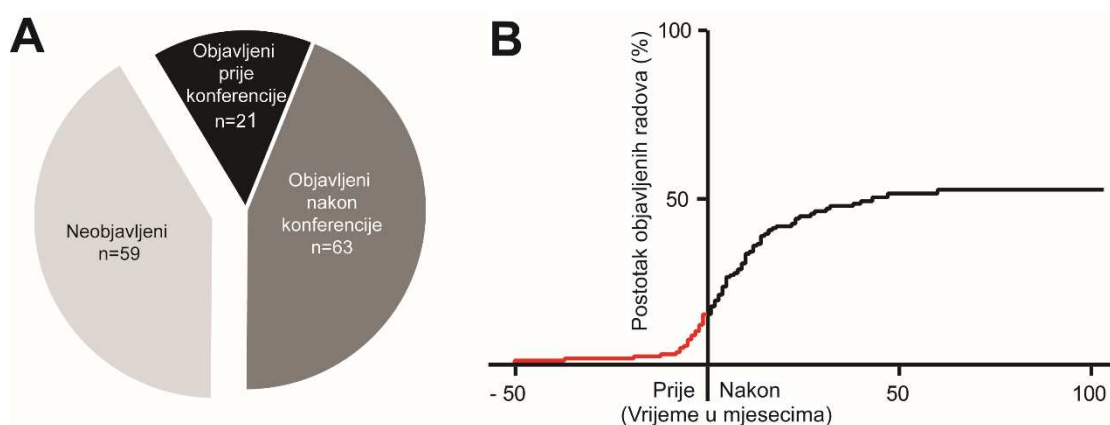 A
Objavljeni
prije
konferencije
n=21
Neobjavljeni
n=59
Objavljeni
nakon
konferencije
n=63
B
Postotak objavljenih radova (%)
100
50
- 50
Prije
Nakon
50
100
(Vrijeme u mjesecima)